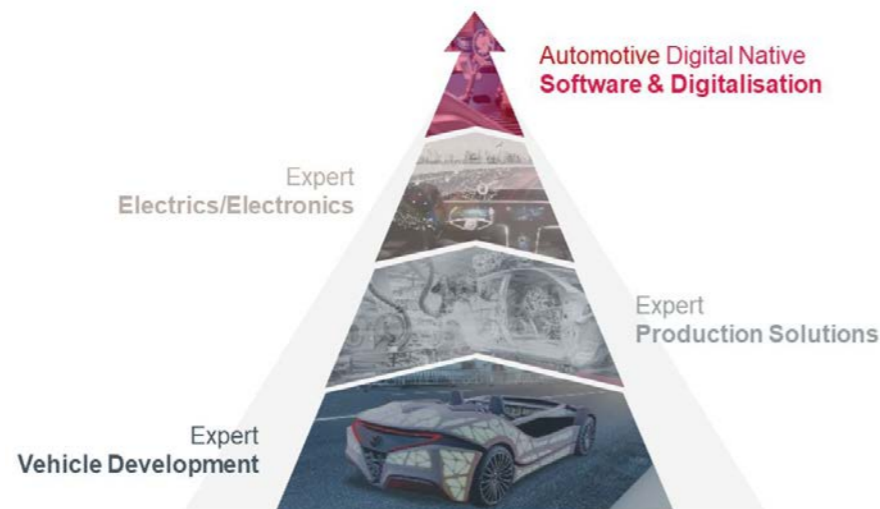 Automotive Digital Native
Software & Digitalisation
Expert
Electrics/Electronics
Expert
Production Solutions
Expert
Vehicle Development